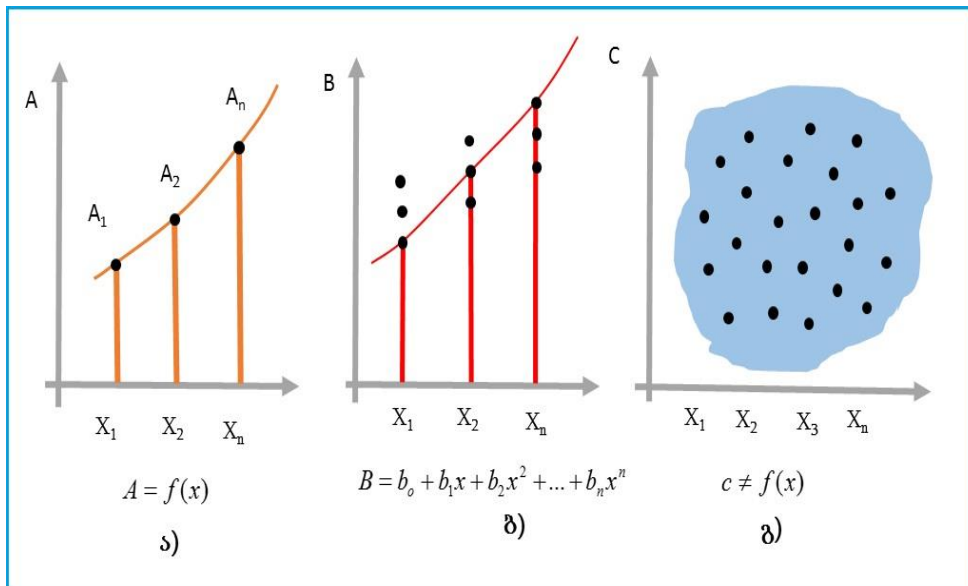 A
A₁
A₂
Aₙ
X₁ X₂ Xₙ
A = f(x)
ა)
B
X₁ X₂ Xₙ
B = bₒ + b₁x + b₂x² + ... + bₙxⁿ
ბ)
C
X₁ X₂ X₃ Xₙ
c ≠ f(x)
გ)